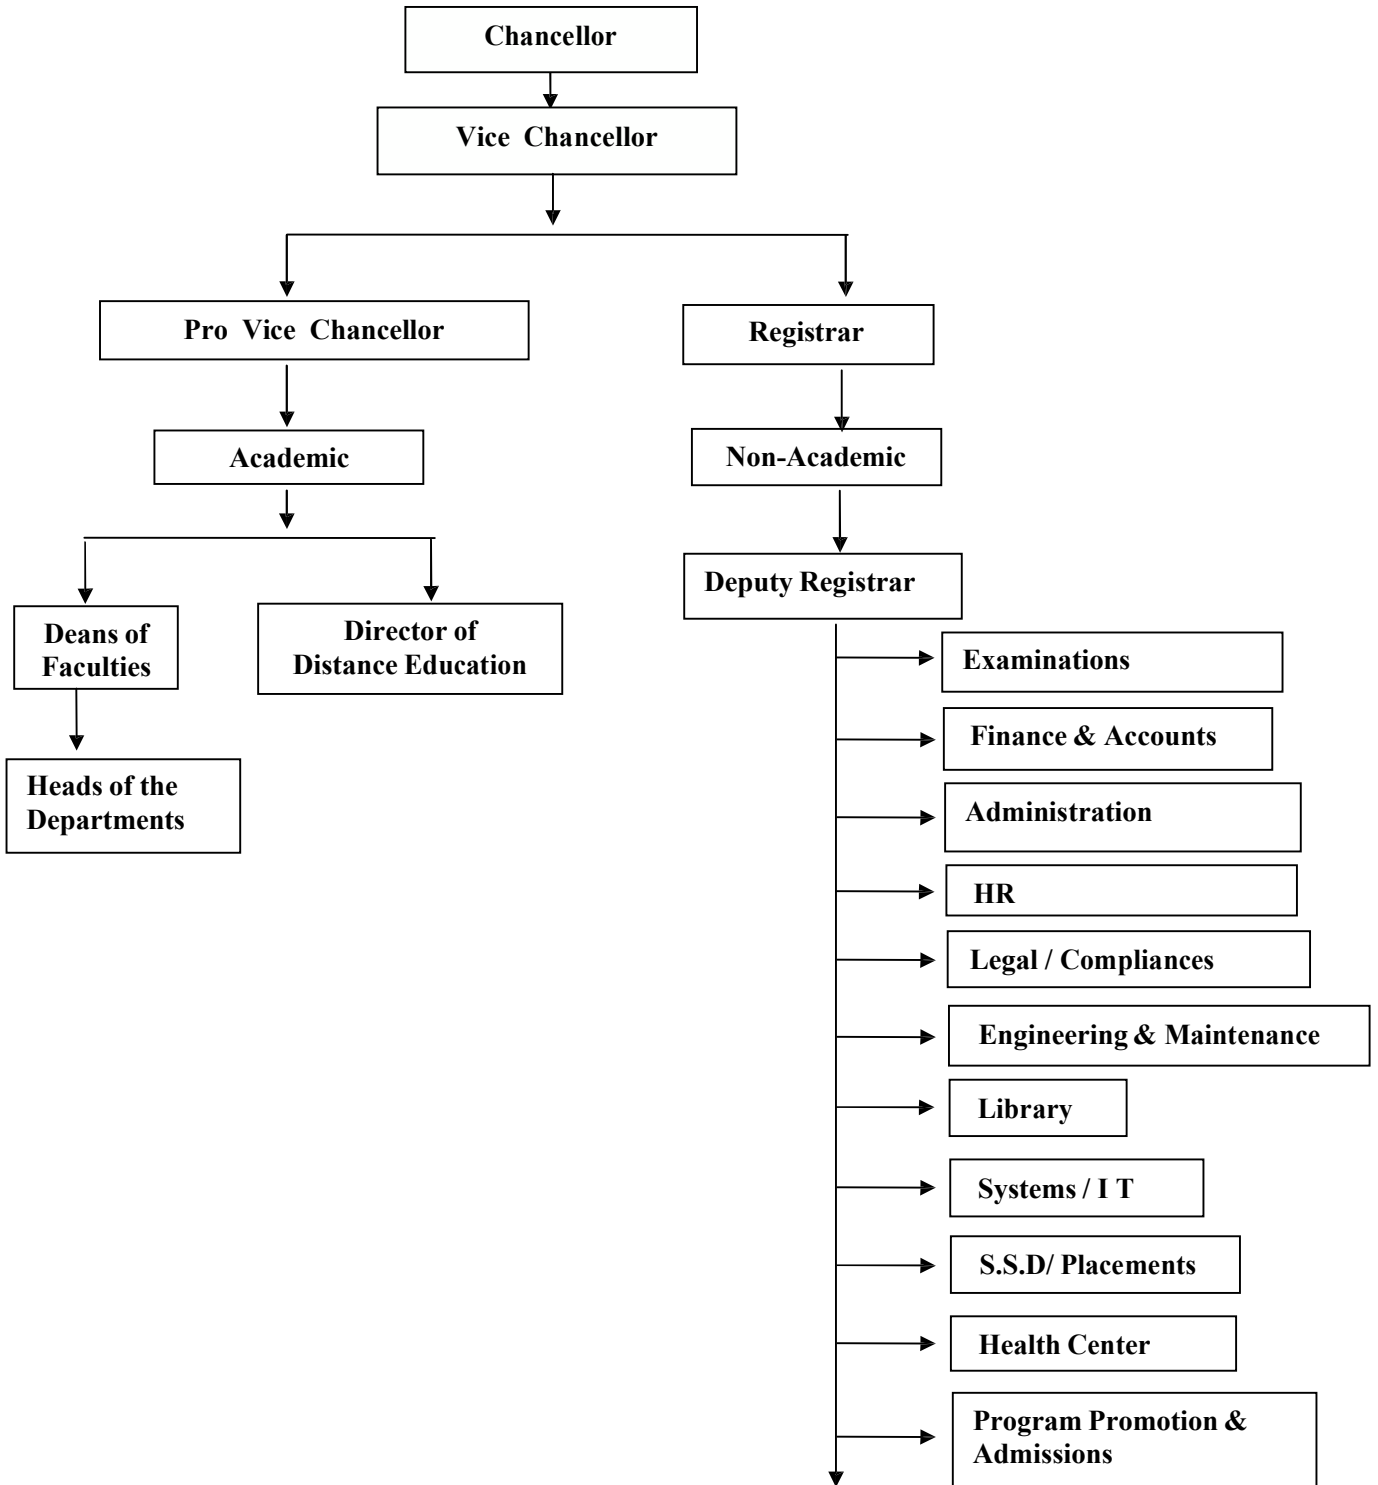 Chancellor
Vice Chancellor
Pro Vice Chancellor
Registrar
Academic
Non-Academic
Deputy Registrar
Deans of
Faculties
Director of
Distance Education
Heads of the
Departments
Examinations
Finance & Accounts
Administration
HR
Legal / Compliances
Engineering & Maintenance
Library
Systems / I T
S.S.D/ Placements
Health Center
Program Promotion &
Admissions